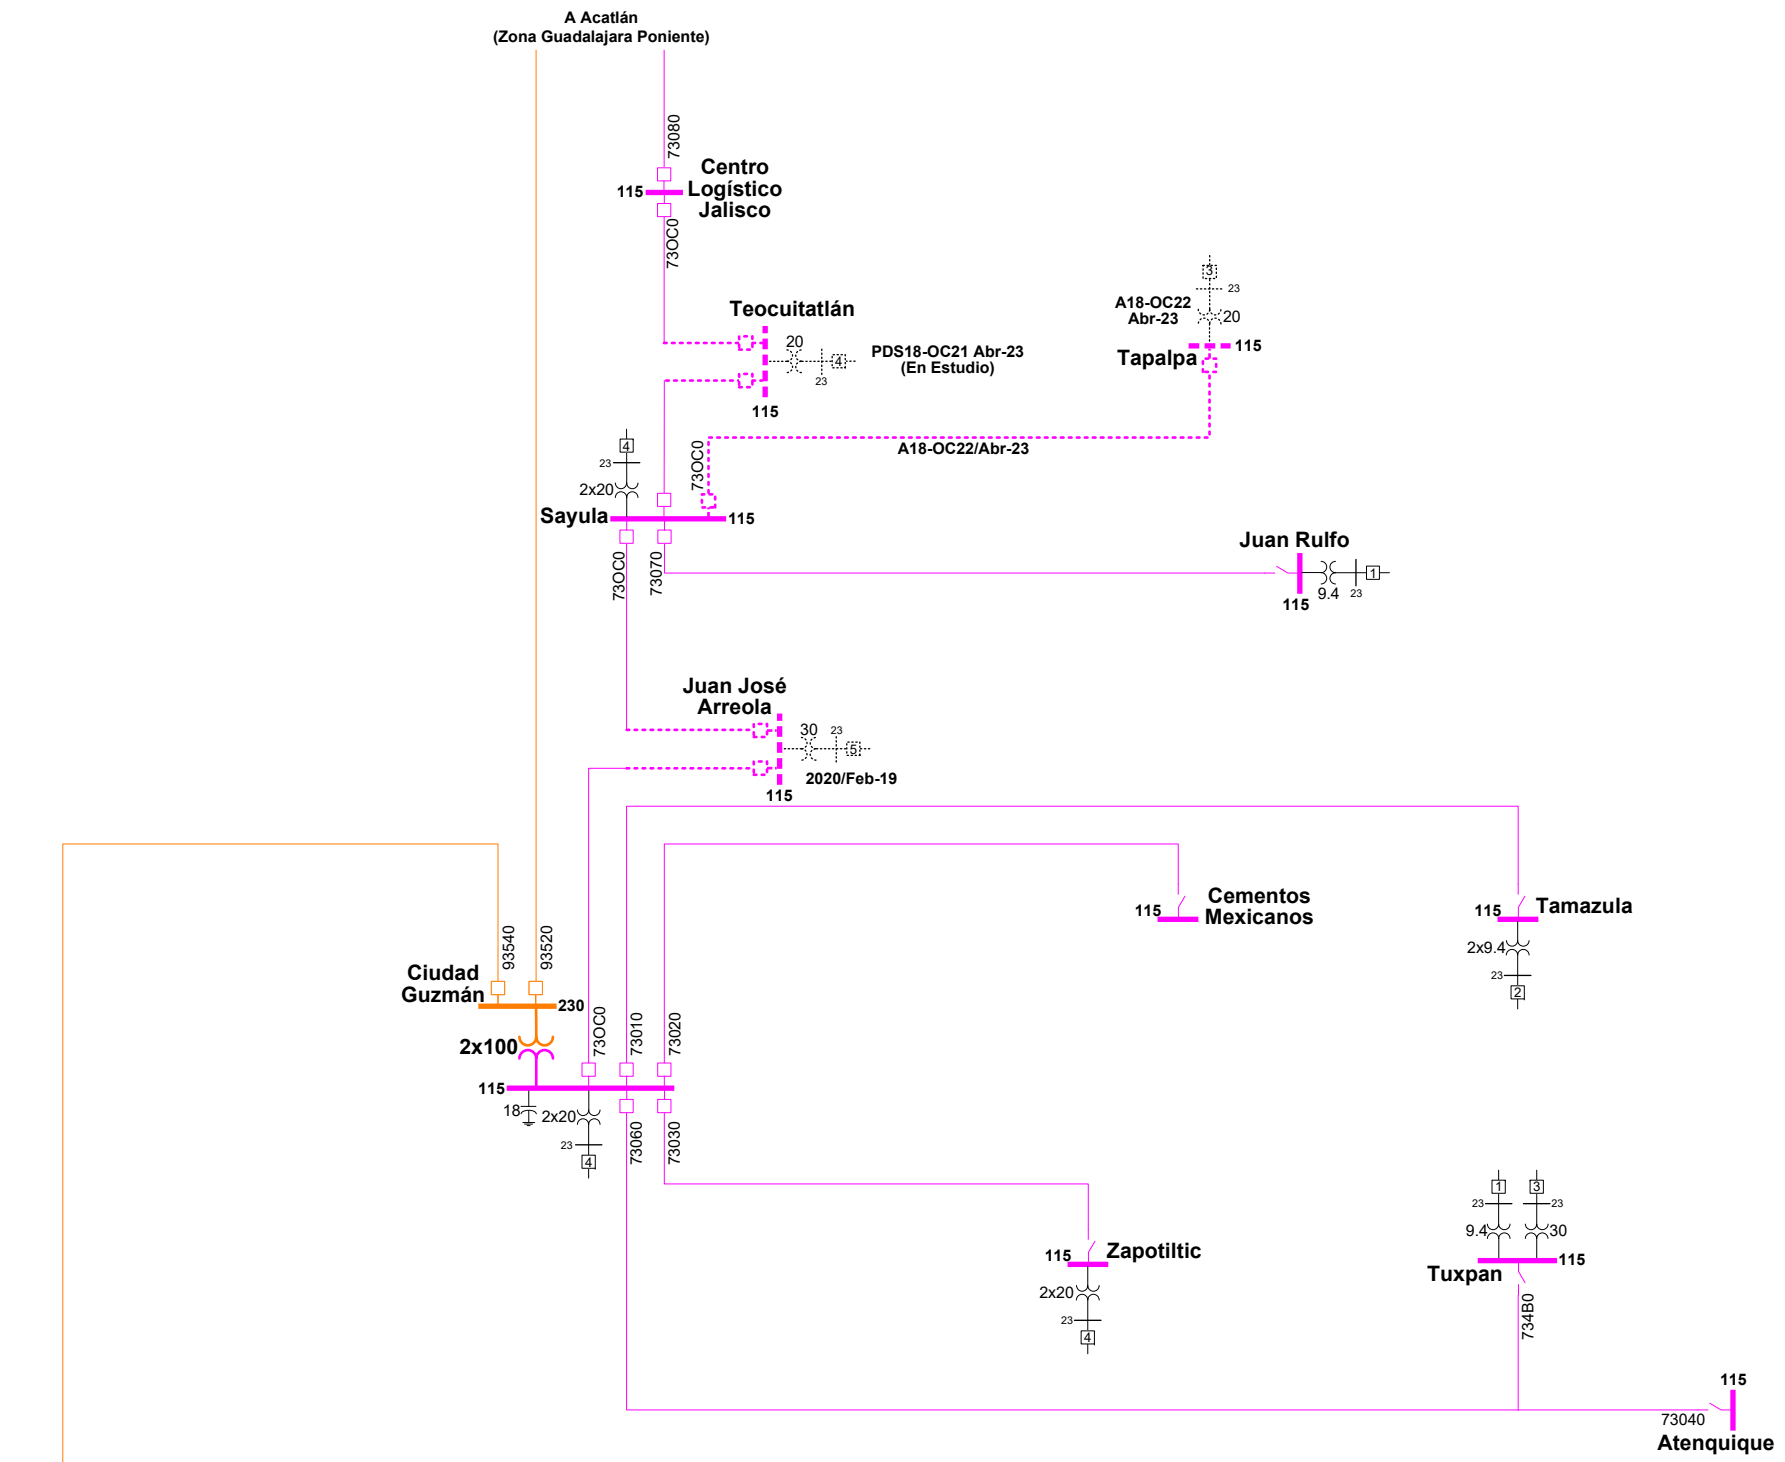 A Acatlán
(Zona Guadalajara Poniente)
73080
Centro
Logístico
Jalisco
115
73OC0
Teocuitatlán
20
23
4
PDS18-OC21 Abr-23
(En Estudio)
115
3
23
A18-OC22
Abr-23
20
115
Tapalpa
A18-OC22/Abr-23
73OC0
4
23
2x20
Sayula
115
73OC0
73070
Juan Rulfo
1
9.4
23
115
Juan José
Arreola
30
23
5
2020/Feb-19
115
115
Cementos
Mexicanos
115
Tamazula
2x9.4
23
2
93540
93520
Ciudad
Guzmán
230
2x100
73OC0
73010
73020
115
18
2x20
23
4
73060
73030
115
Zapotiltic
2x20
23
4
1
3
23
23
9.4
30
115
Tuxpan
734B0
115
73040
Atenquique